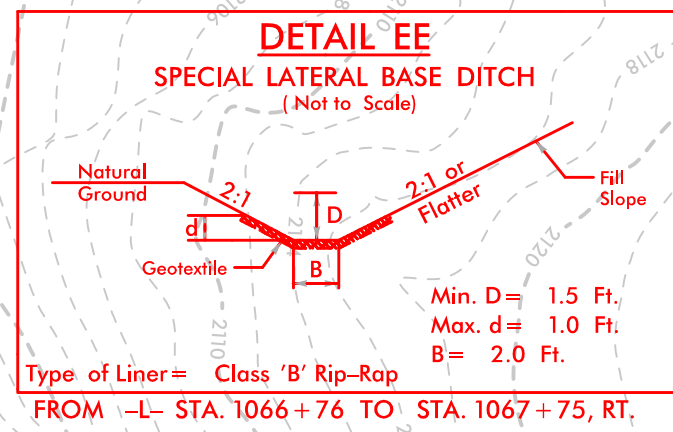 DETAIL EE
SPECIAL LATERAL BASE DITCH
( Not to Scale)
Natural
Ground
2:1
D
2:1 or
Flatter
Fill
Slope
d
Geotextile
B
Min. D = 1.5 Ft.
Max. d = 1.0 Ft.
B = 2.0 Ft.
Type of Liner = Class 'B' Rip-Rap
FROM -L- STA. 1066+76 TO STA. 1067+75, RT.
2106
2110
2118
2120
2110